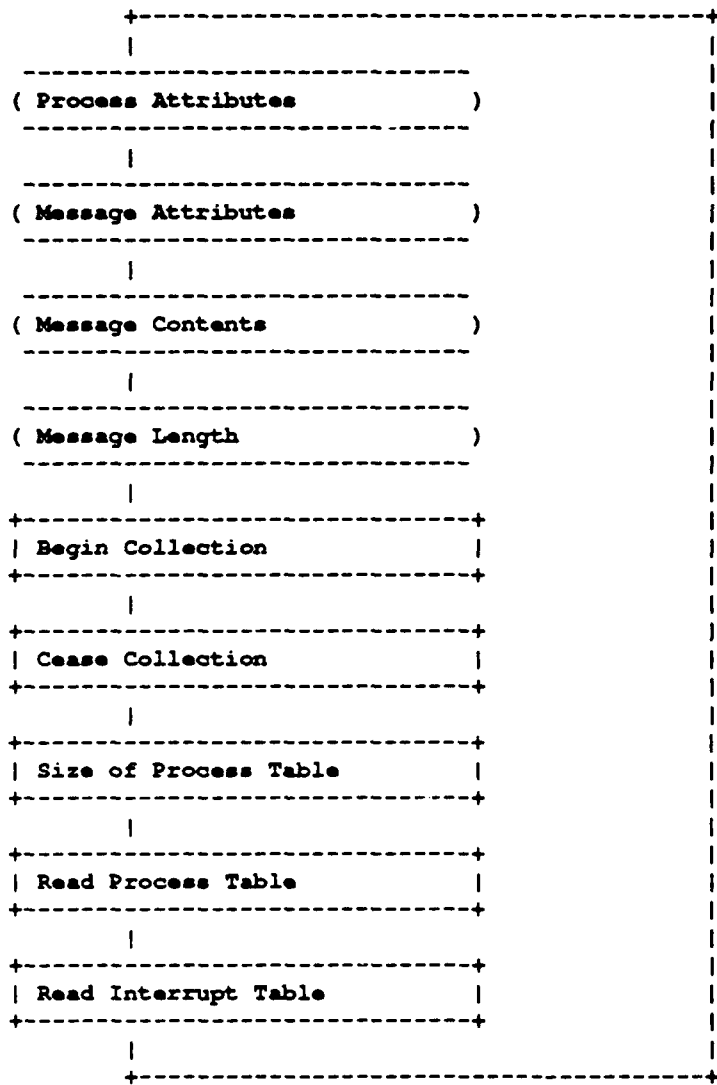 ( Process Attributes )
( Message Attributes )
( Message Contents )
( Message Length )
| Begin Collection |
| Cease Collection |
| Size of Process Table |
| Read Process Table |
| Read Interrupt Table |